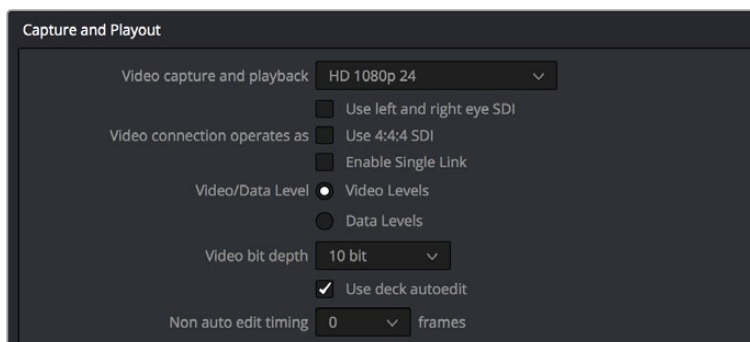 Capture and Playout
Video capture and playback HD 1080p 24
Use left and right eye SDI
Video connection operates as Use 4:4:4 SDI
Enable Single Link
Video/Data Level Video Levels
Data Levels
Video bit depth 10 bit
Use deck autoedit
Non auto edit timing 0 frames